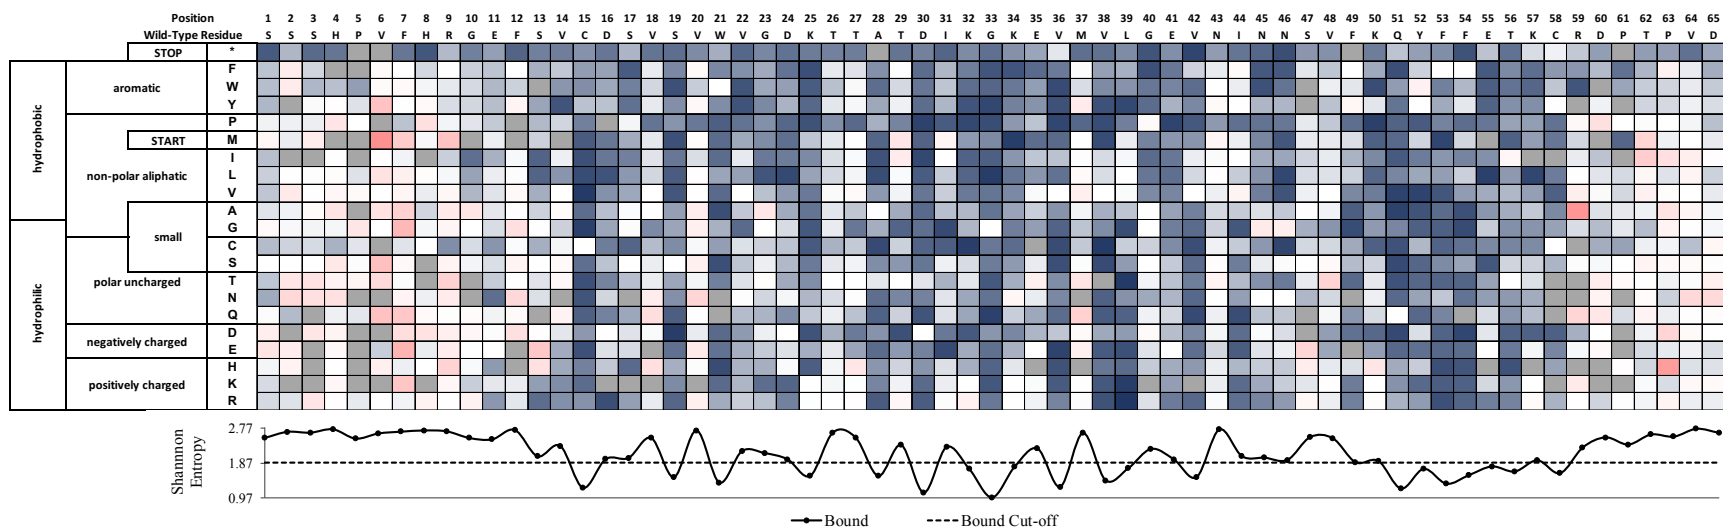 Position 1 2 3 4 5 6 7 8 9 10 11 12 13 14 15 16 17 18 19 20 21 22 23 24 25 26 27 28 29 30 31 32 33 34 35 36 37 38 39 40 41 42 43 44 45 46 47 48 49 50 51 52 53 54 55 56 57 58 59 60 61 62 63 64 65
Wild-Type Residue S S S H P V F H R G E F S V C D S V S V W V G D K T T A T D I K G K E V M V L G E V N I N N S V F K Q Y F F E T K C R D P T P V D
STOP *
hydrophobic
aromatic
F
W
Y
non-polar aliphatic
P
START M
I
L
V
small
A
G
hydrophilic
polar uncharged
C
S
T
N
Q
negatively charged
D
E
positively charged
H
K
R
Shannnon
Entropy
2.77
1.87
0.97
Bound
Bound Cut-off